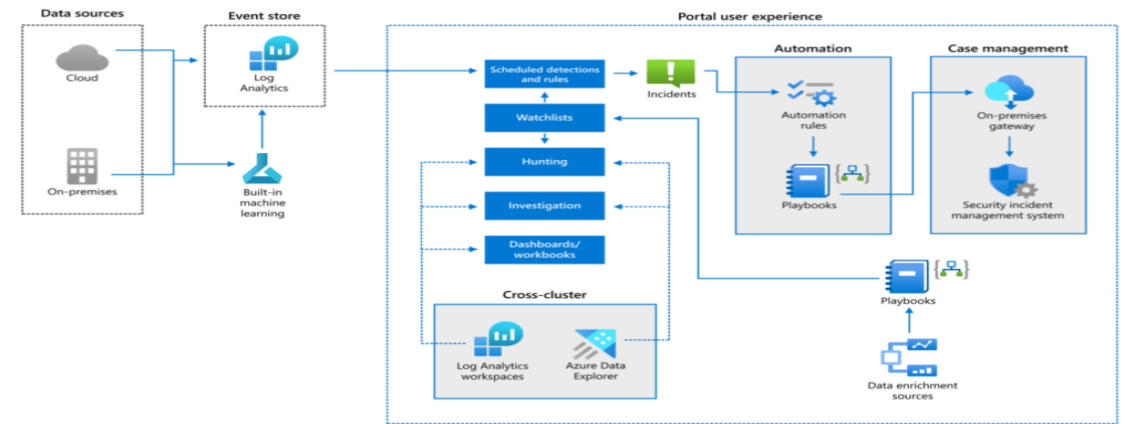 Data sources
Event store
Portal user experience
Cloud
On-premises
Log
Analytics
Built-in
machine
learning
Scheduled detections
and rules
Watchlists
Hunting
Investigation
Dashboards/
workbooks
Incidents
Automation
Automation
rules
Playbooks
Case management
On-premises
gateway
Security incident
management system
Cross-cluster
Log Analytics
workspaces
Azure Data
Explorer
Playbooks
Data enrichment
sources